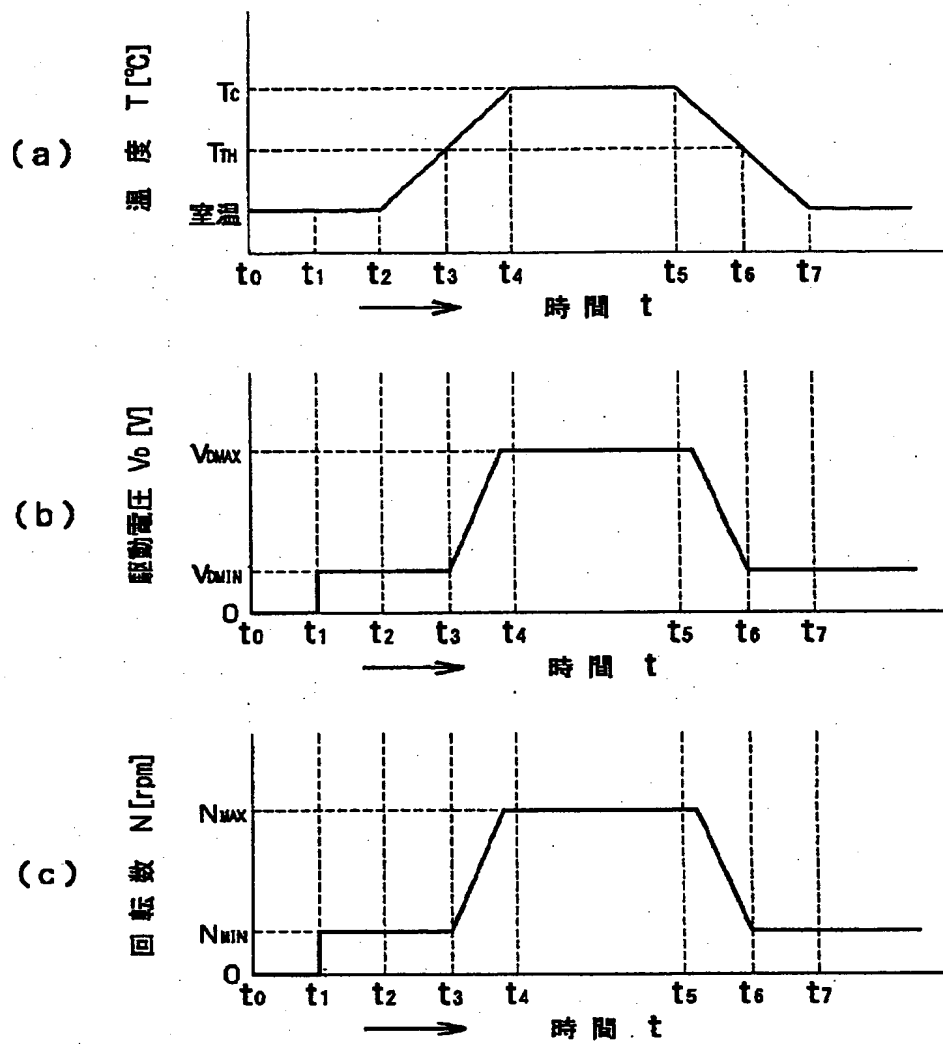 (a)
温度 T [℃]
Tc
TTH
室温
t0 t1 t2 t3 t4 t5 t6 t7
時間 t
(b)
駆動電圧 VD [V]
VDMAX
VDMIN
0
t0 t1 t2 t3 t4 t5 t6 t7
時間 t
(c)
回転数 N [rpm]
NMAX
NMIN
0
t0 t1 t2 t3 t4 t5 t6 t7
時間 t